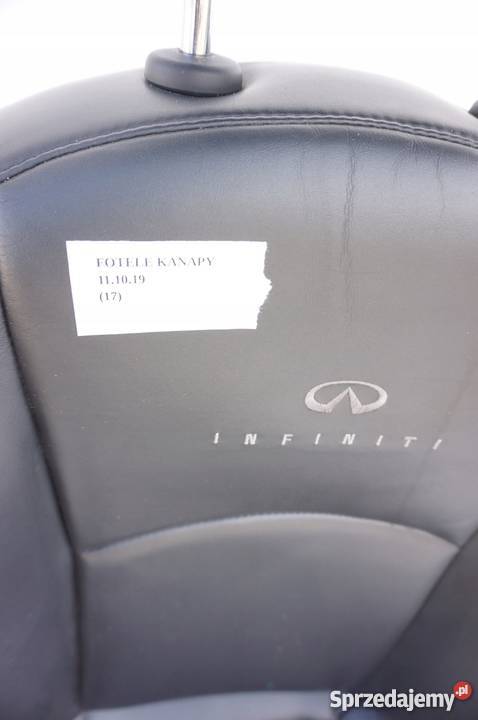 FOTELE KANAPY
11.10.19
(17)
INFINITI
Sprzedajemy.pl